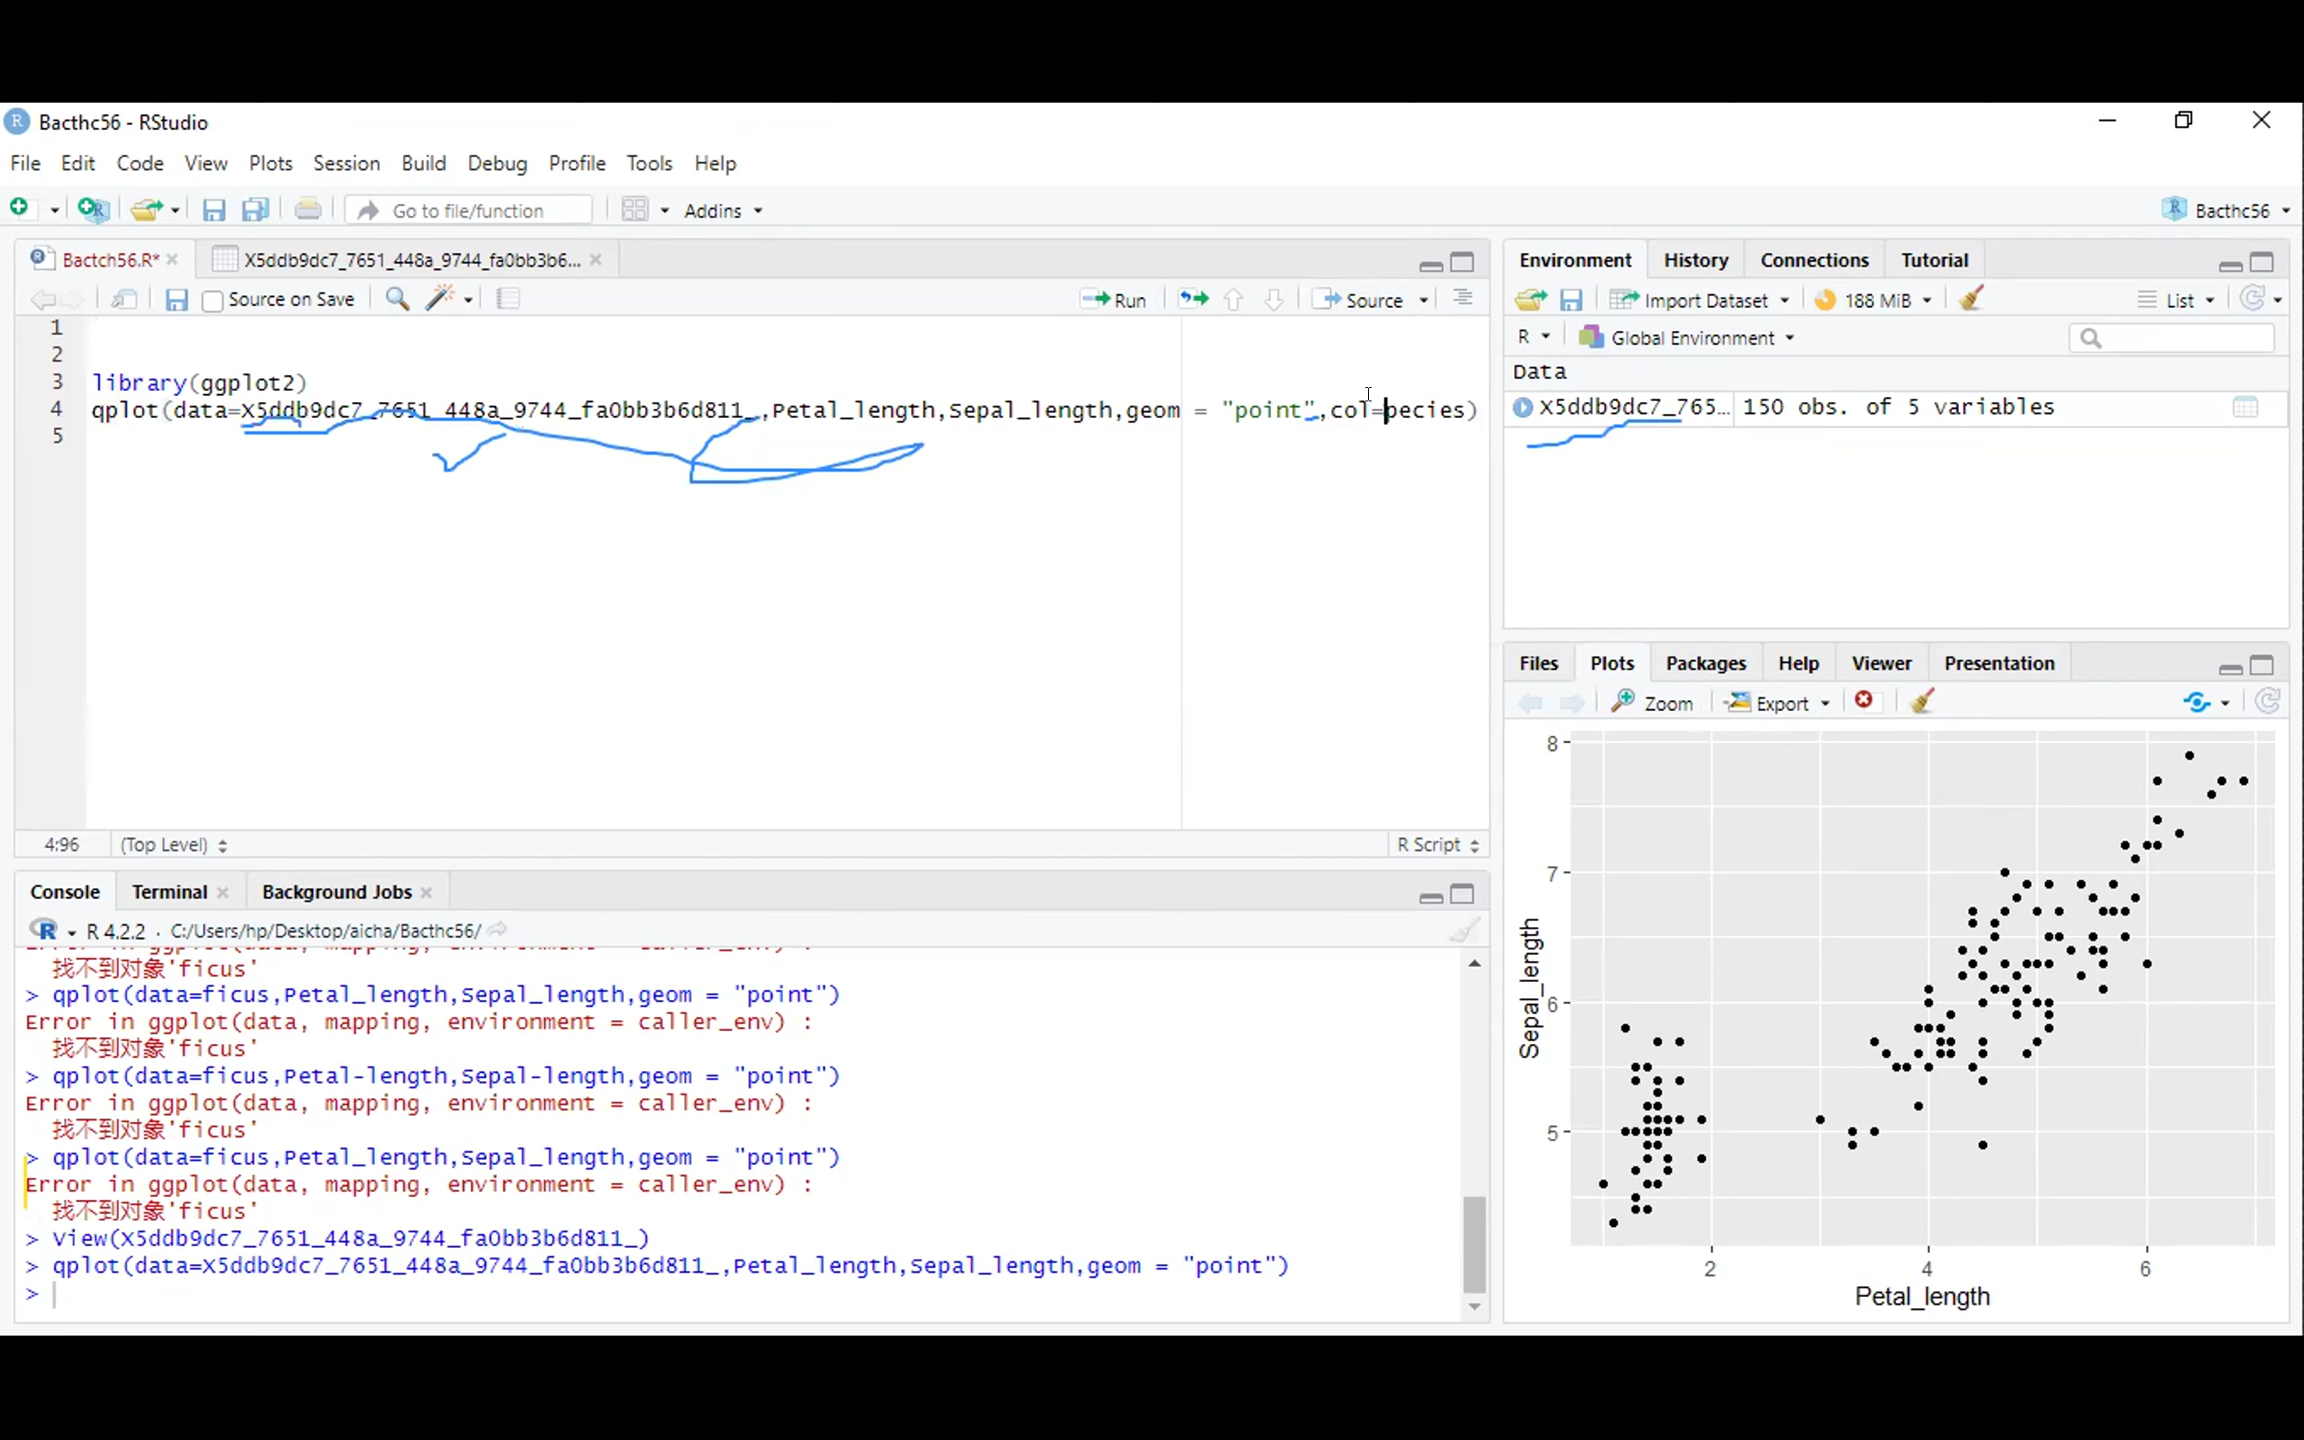 Bacthc56 - RStudio
File Edit Code View Plots Session Build Debug Profile Tools Help
Go to file/function Addins Bacthc56
Bactch56.R* X5ddb9dc7_7651_448a_9744_fa0bb3b6...
Source on Save Run Source
1
2
3 library(ggplot2)
4 qplot(data=X5ddb9dc7_7651_448a_9744_fa0bb3b6d811_,Petal_length,Sepal_length,geom = "point",col=pecies)
5
4:96 (Top Level) R Script
Console Terminal Background Jobs
R 4.2.2 · C:/Users/hp/Desktop/aicha/Bacthc56/
Error in ggplot(data, mapping, environment = caller_env) :
找不到对象'ficus'
> qplot(data=ficus,Petal_length,Sepal_length,geom = "point")
Error in ggplot(data, mapping, environment = caller_env) :
找不到对象'ficus'
> qplot(data=ficus,Petal-length,Sepal-length,geom = "point")
Error in ggplot(data, mapping, environment = caller_env) :
找不到对象'ficus'
> qplot(data=ficus,Petal_length,Sepal_length,geom = "point")
Error in ggplot(data, mapping, environment = caller_env) :
找不到对象'ficus'
> View(X5ddb9dc7_7651_448a_9744_fa0bb3b6d811_)
> qplot(data=X5ddb9dc7_7651_448a_9744_fa0bb3b6d811_,Petal_length,Sepal_length,geom = "point")
>
Environment History Connections Tutorial
Import Dataset 188 MiB List
R Global Environment
Data
X5ddb9dc7_765... 150 obs. of 5 variables
Files Plots Packages Help Viewer Presentation
Zoom Export
8
7
6
5
Sepal_length
2 4 6
Petal_length